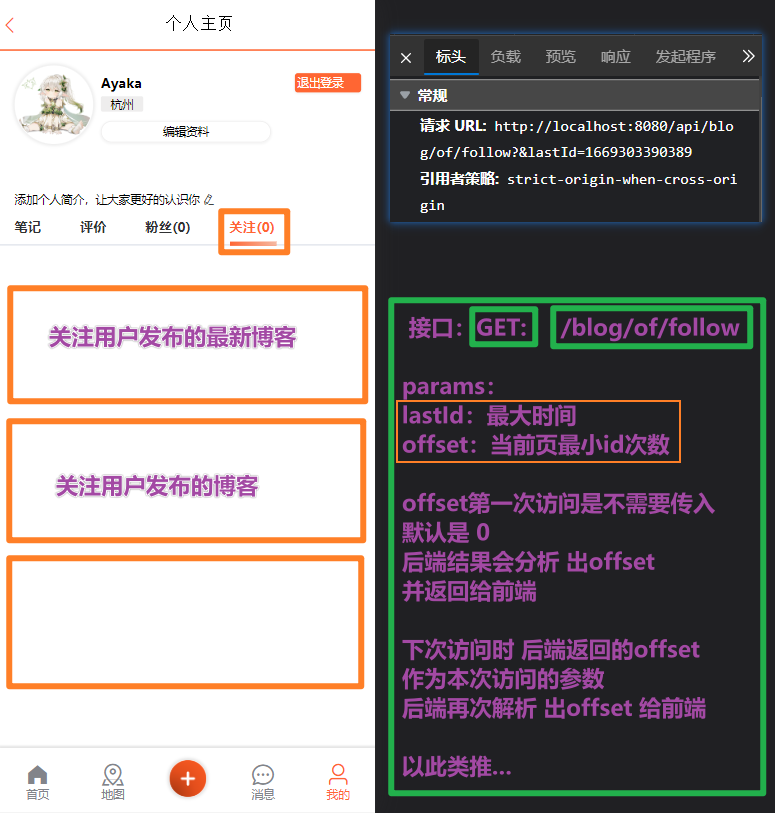 个人主页
Ayaka
退出登录
杭州
编辑资料
添加个人简介，让大家更好的认识你
笔记
评价
粉丝(0)
关注(0)
关注用户发布的最新博客
关注用户发布的博客
首页
地图
消息
我的
标头
负载
预览
响应
发起程序
常规
请求 URL: http://localhost:8080/api/blo
g/of/follow?&lastId=1669303390389
引用者策略: strict-origin-when-cross-ori
gin
接口：GET: /blog/of/follow
params：
lastId：最大时间
offset：当前页最小id次数
offset第一次访问是不需要传入
默认是 0
后端结果会分析 出offset
并返回给前端
下次访问时 后端返回的offset
作为本次访问的参数
后端再次解析 出offset 给前端
以此类推...